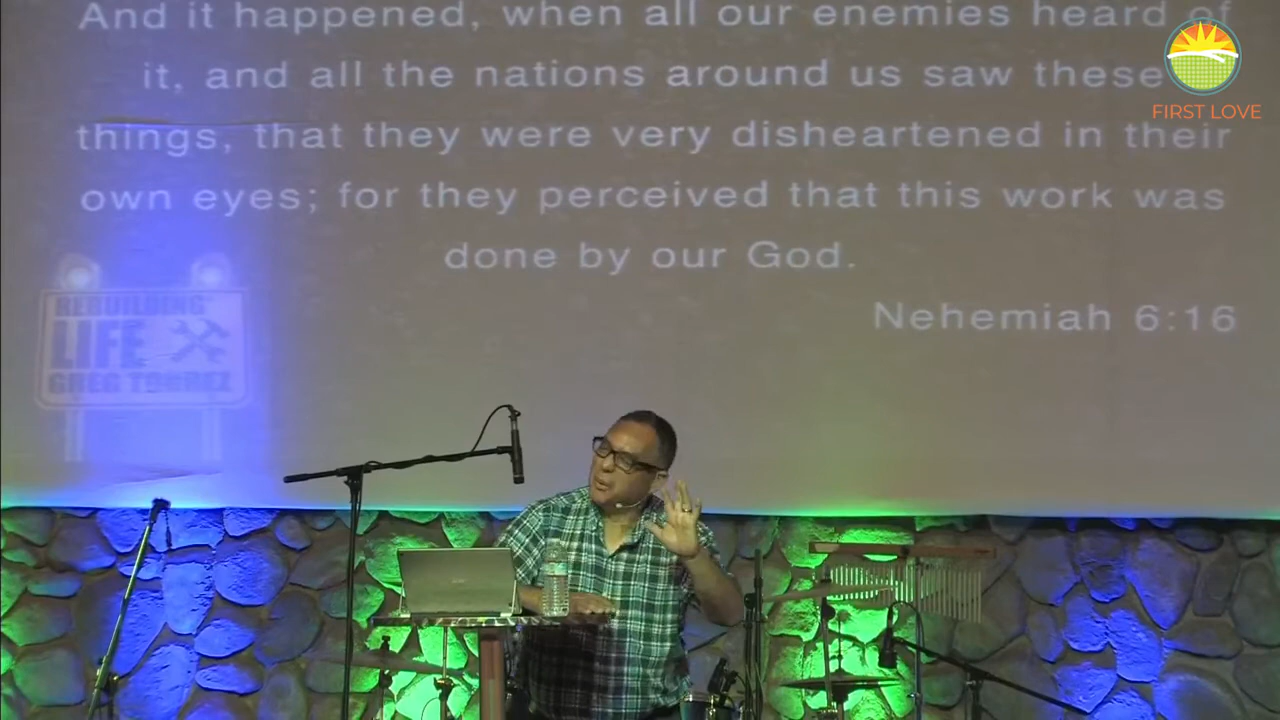 And it happened, when all our enemies heard of
it, and all the nations around us saw these
things, that they were very disheartened in their
own eyes; for they perceived that this work was
done by our God.
Nehemiah 6:16
FIRST LOVE
REBUILDING
LIFE
GREG TORREZ